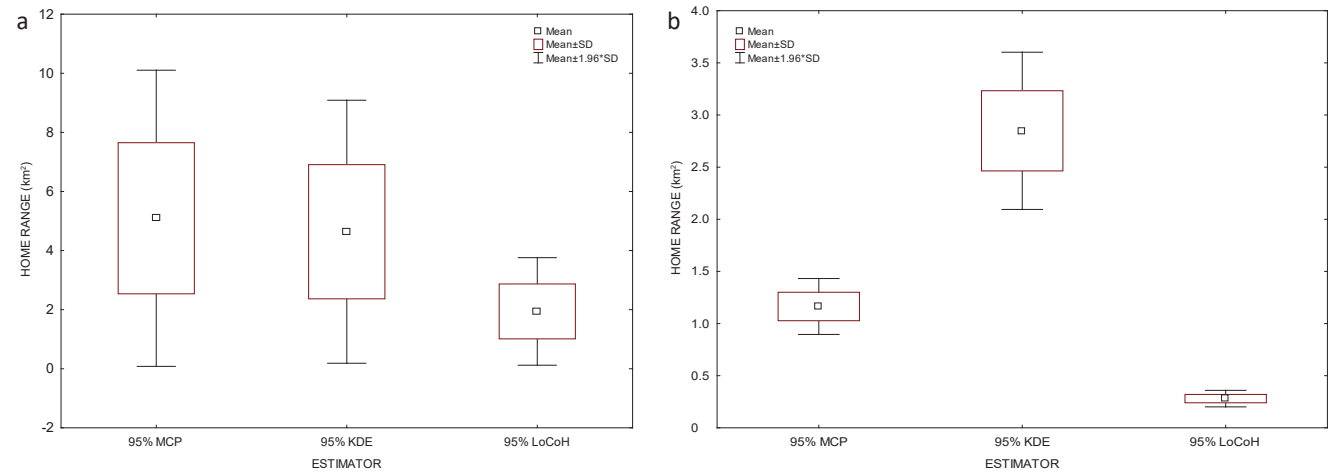 a
12
10
8
6
4
2
0
-2
HOME RANGE (km²)
Mean
Mean±SD
Mean±1.96*SD
95% MCP
95% KDE
95% LoCoH
ESTIMATOR
b
4.0
3.5
3.0
2.5
2.0
1.5
1.0
0.5
0
HOME RANGE (km²)
Mean
Mean±SD
Mean±1.96*SD
95% MCP
95% KDE
95% LoCoH
ESTIMATOR